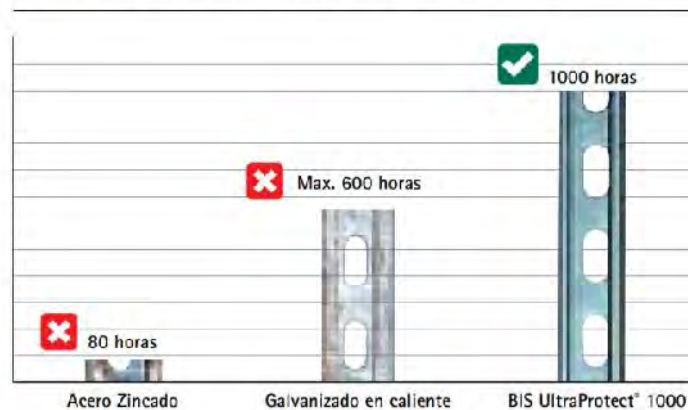 1000 horas
Max. 600 horas
80 horas
Acero Zincado
Galvanizado en caliente
BIS UltraProtect® 1000